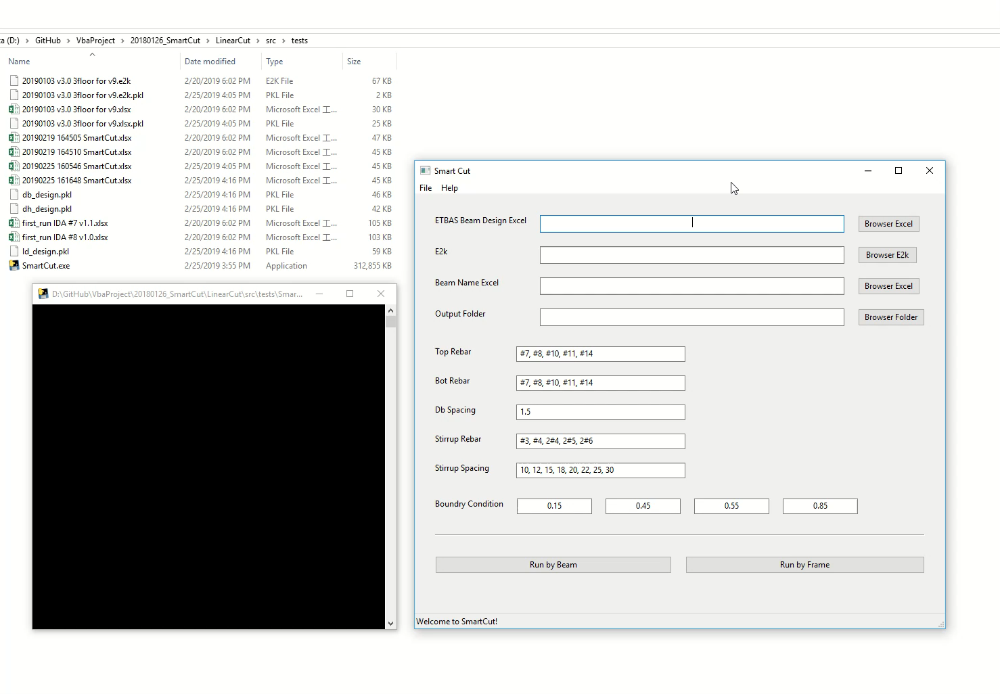 a (D:) › GitHub › VbaProject › 20180126_SmartCut › LinearCut › src › tests
Name Date modified Type Size
20190103 v3.0 3floor for v9.e2k 2/20/2019 6:02 PM E2K File 67 KB
20190103 v3.0 3floor for v9.e2k.pkl 2/25/2019 4:05 PM PKL File 2 KB
20190103 v3.0 3floor for v9.xlsx 2/20/2019 6:02 PM Microsoft Excel 工... 30 KB
20190103 v3.0 3floor for v9.xlsx.pkl 2/25/2019 4:05 PM PKL File 25 KB
20190219 164505 SmartCut.xlsx 2/20/2019 6:02 PM Microsoft Excel 工... 47 KB
20190219 164510 SmartCut.xlsx 2/20/2019 6:02 PM Microsoft Excel 工... 45 KB
20190225 160546 SmartCut.xlsx 2/25/2019 4:05 PM Microsoft Excel 工... 45 KB
20190225 161648 SmartCut.xlsx 2/25/2019 4:16 PM Microsoft Excel 工... 45 KB
db_design.pkl 2/25/2019 4:16 PM PKL File 46 KB
dh_design.pkl 2/25/2019 4:16 PM PKL File 42 KB
first_run IDA #7 v1.1.xlsx 2/20/2019 6:02 PM Microsoft Excel 工... 105 KB
first_run IDA #8 v1.0.xlsx 2/20/2019 6:02 PM Microsoft Excel 工... 103 KB
ld_design.pkl 2/25/2019 4:16 PM PKL File 59 KB
SmartCut.exe 2/25/2019 3:55 PM Application 312,855 KB
D:\GitHub\VbaProject\20180126_SmartCut\LinearCut\src\tests\Smar...
Smart Cut
File Help
ETBAS Beam Design Excel Browser Excel
E2k Browser E2k
Beam Name Excel Browser Excel
Output Folder Browser Folder
Top Rebar #7, #8, #10, #11, #14
Bot Rebar #7, #8, #10, #11, #14
Db Spacing 1.5
Stirrup Rebar #3, #4, 2#4, 2#5, 2#6
Stirrup Spacing 10, 12, 15, 18, 20, 22, 25, 30
Boundry Condition 0.15 0.45 0.55 0.85
Run by Beam Run by Frame
Welcome to SmartCut!